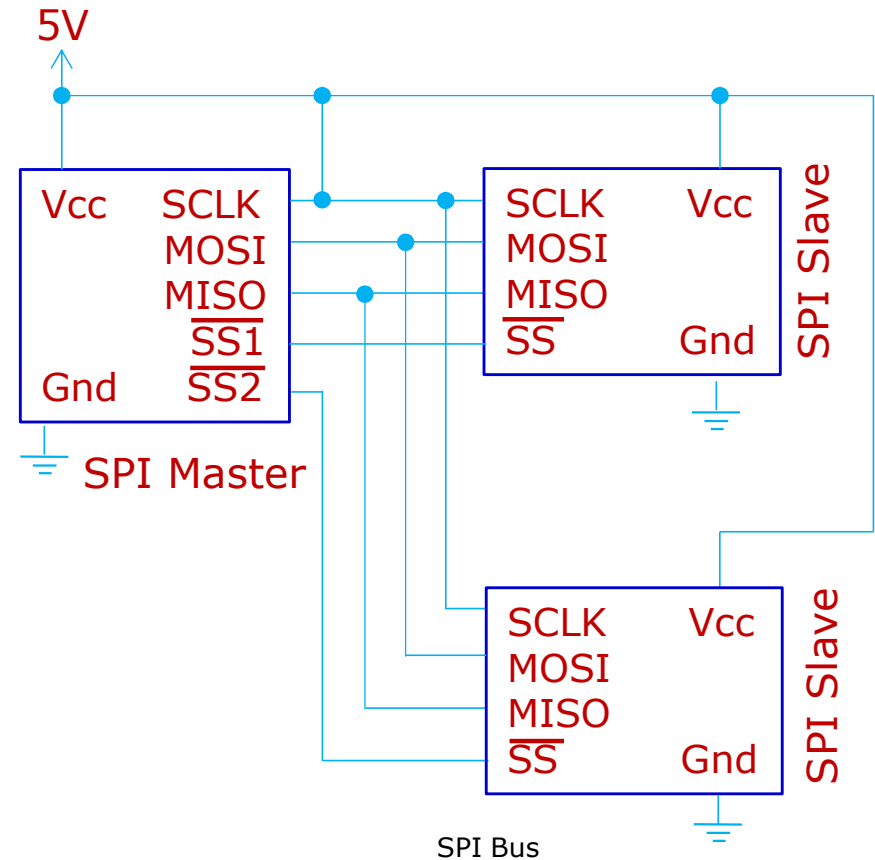 5V
Vcc
SCLK
MOSI
MISO
SS1
SS2
Gnd
SPI Master
SCLK
MOSI
MISO
SS
Vcc
Gnd
SPI Slave
SCLK
MOSI
MISO
SS
Vcc
Gnd
SPI Slave
SPI Bus